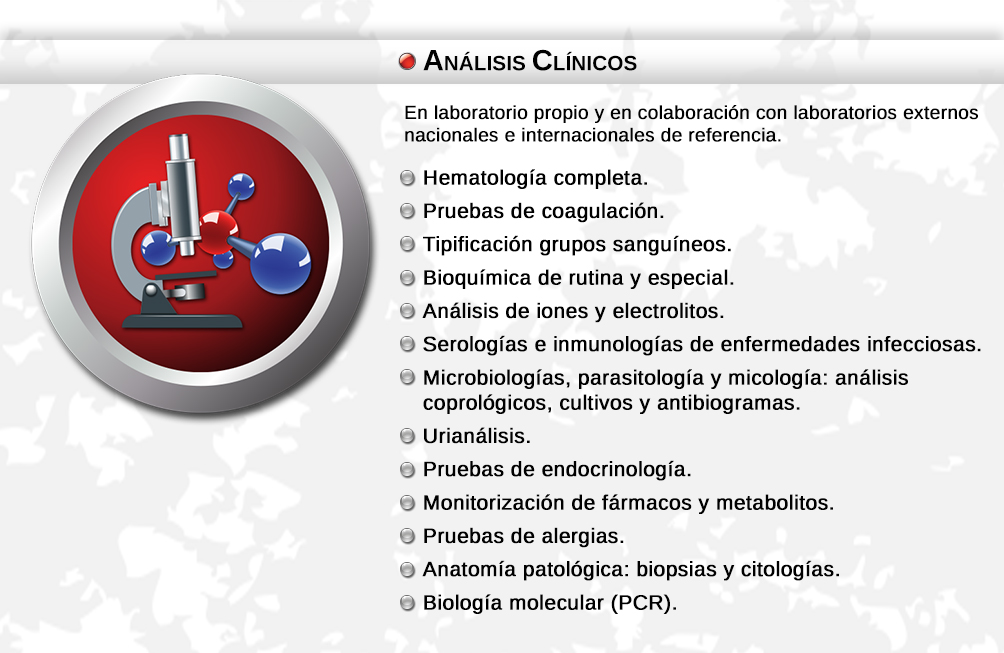 ANÁLISIS CLÍNICOS
En laboratorio propio y en colaboración con laboratorios externos
nacionales e internacionales de referencia.
Hematología completa.
Pruebas de coagulación.
Tipificación grupos sanguíneos.
Bioquímica de rutina y especial.
Análisis de iones y electrolitos.
Serologías e inmunologías de enfermedades infecciosas.
Microbiologías, parasitología y micología: análisis
coprológicos, cultivos y antibiogramas.
Urianálisis.
Pruebas de endocrinología.
Monitorización de fármacos y metabolitos.
Pruebas de alergias.
Anatomía patológica: biopsias y citologías.
Biología molecular (PCR).